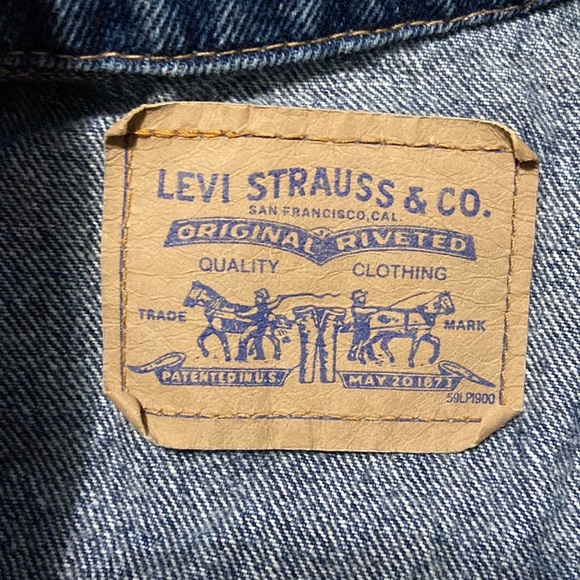 LEVI STRAUSS & CO.
SAN FRANCISCO, CAL.
ORIGINAL RIVETED
QUALITY CLOTHING
TRADE MARK
PATENTED IN U.S. MAY 20 1873
59LP1900